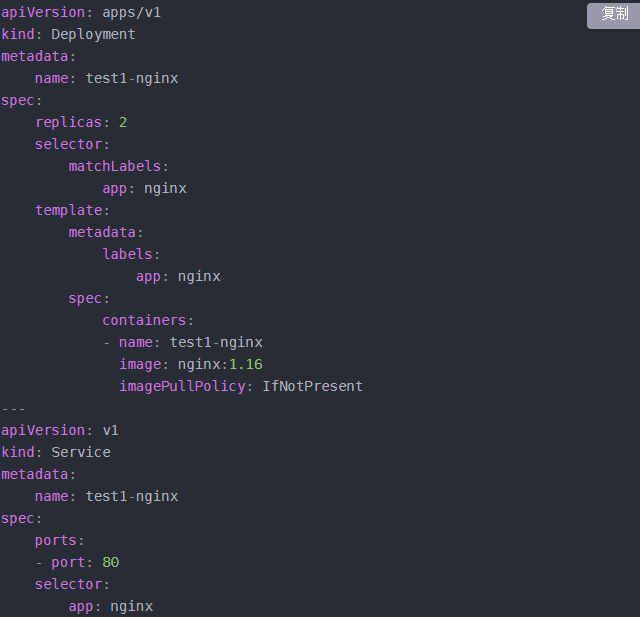 复制
apiVersion: apps/v1
kind: Deployment
metadata:
    name: test1-nginx
spec:
    replicas: 2
    selector:
        matchLabels:
            app: nginx
    template:
        metadata:
            labels:
                app: nginx
        spec:
            containers:
            - name: test1-nginx
              image: nginx:1.16
              imagePullPolicy: IfNotPresent
---
apiVersion: v1
kind: Service
metadata:
    name: test1-nginx
spec:
    ports:
    - port: 80
    selector:
        app: nginx